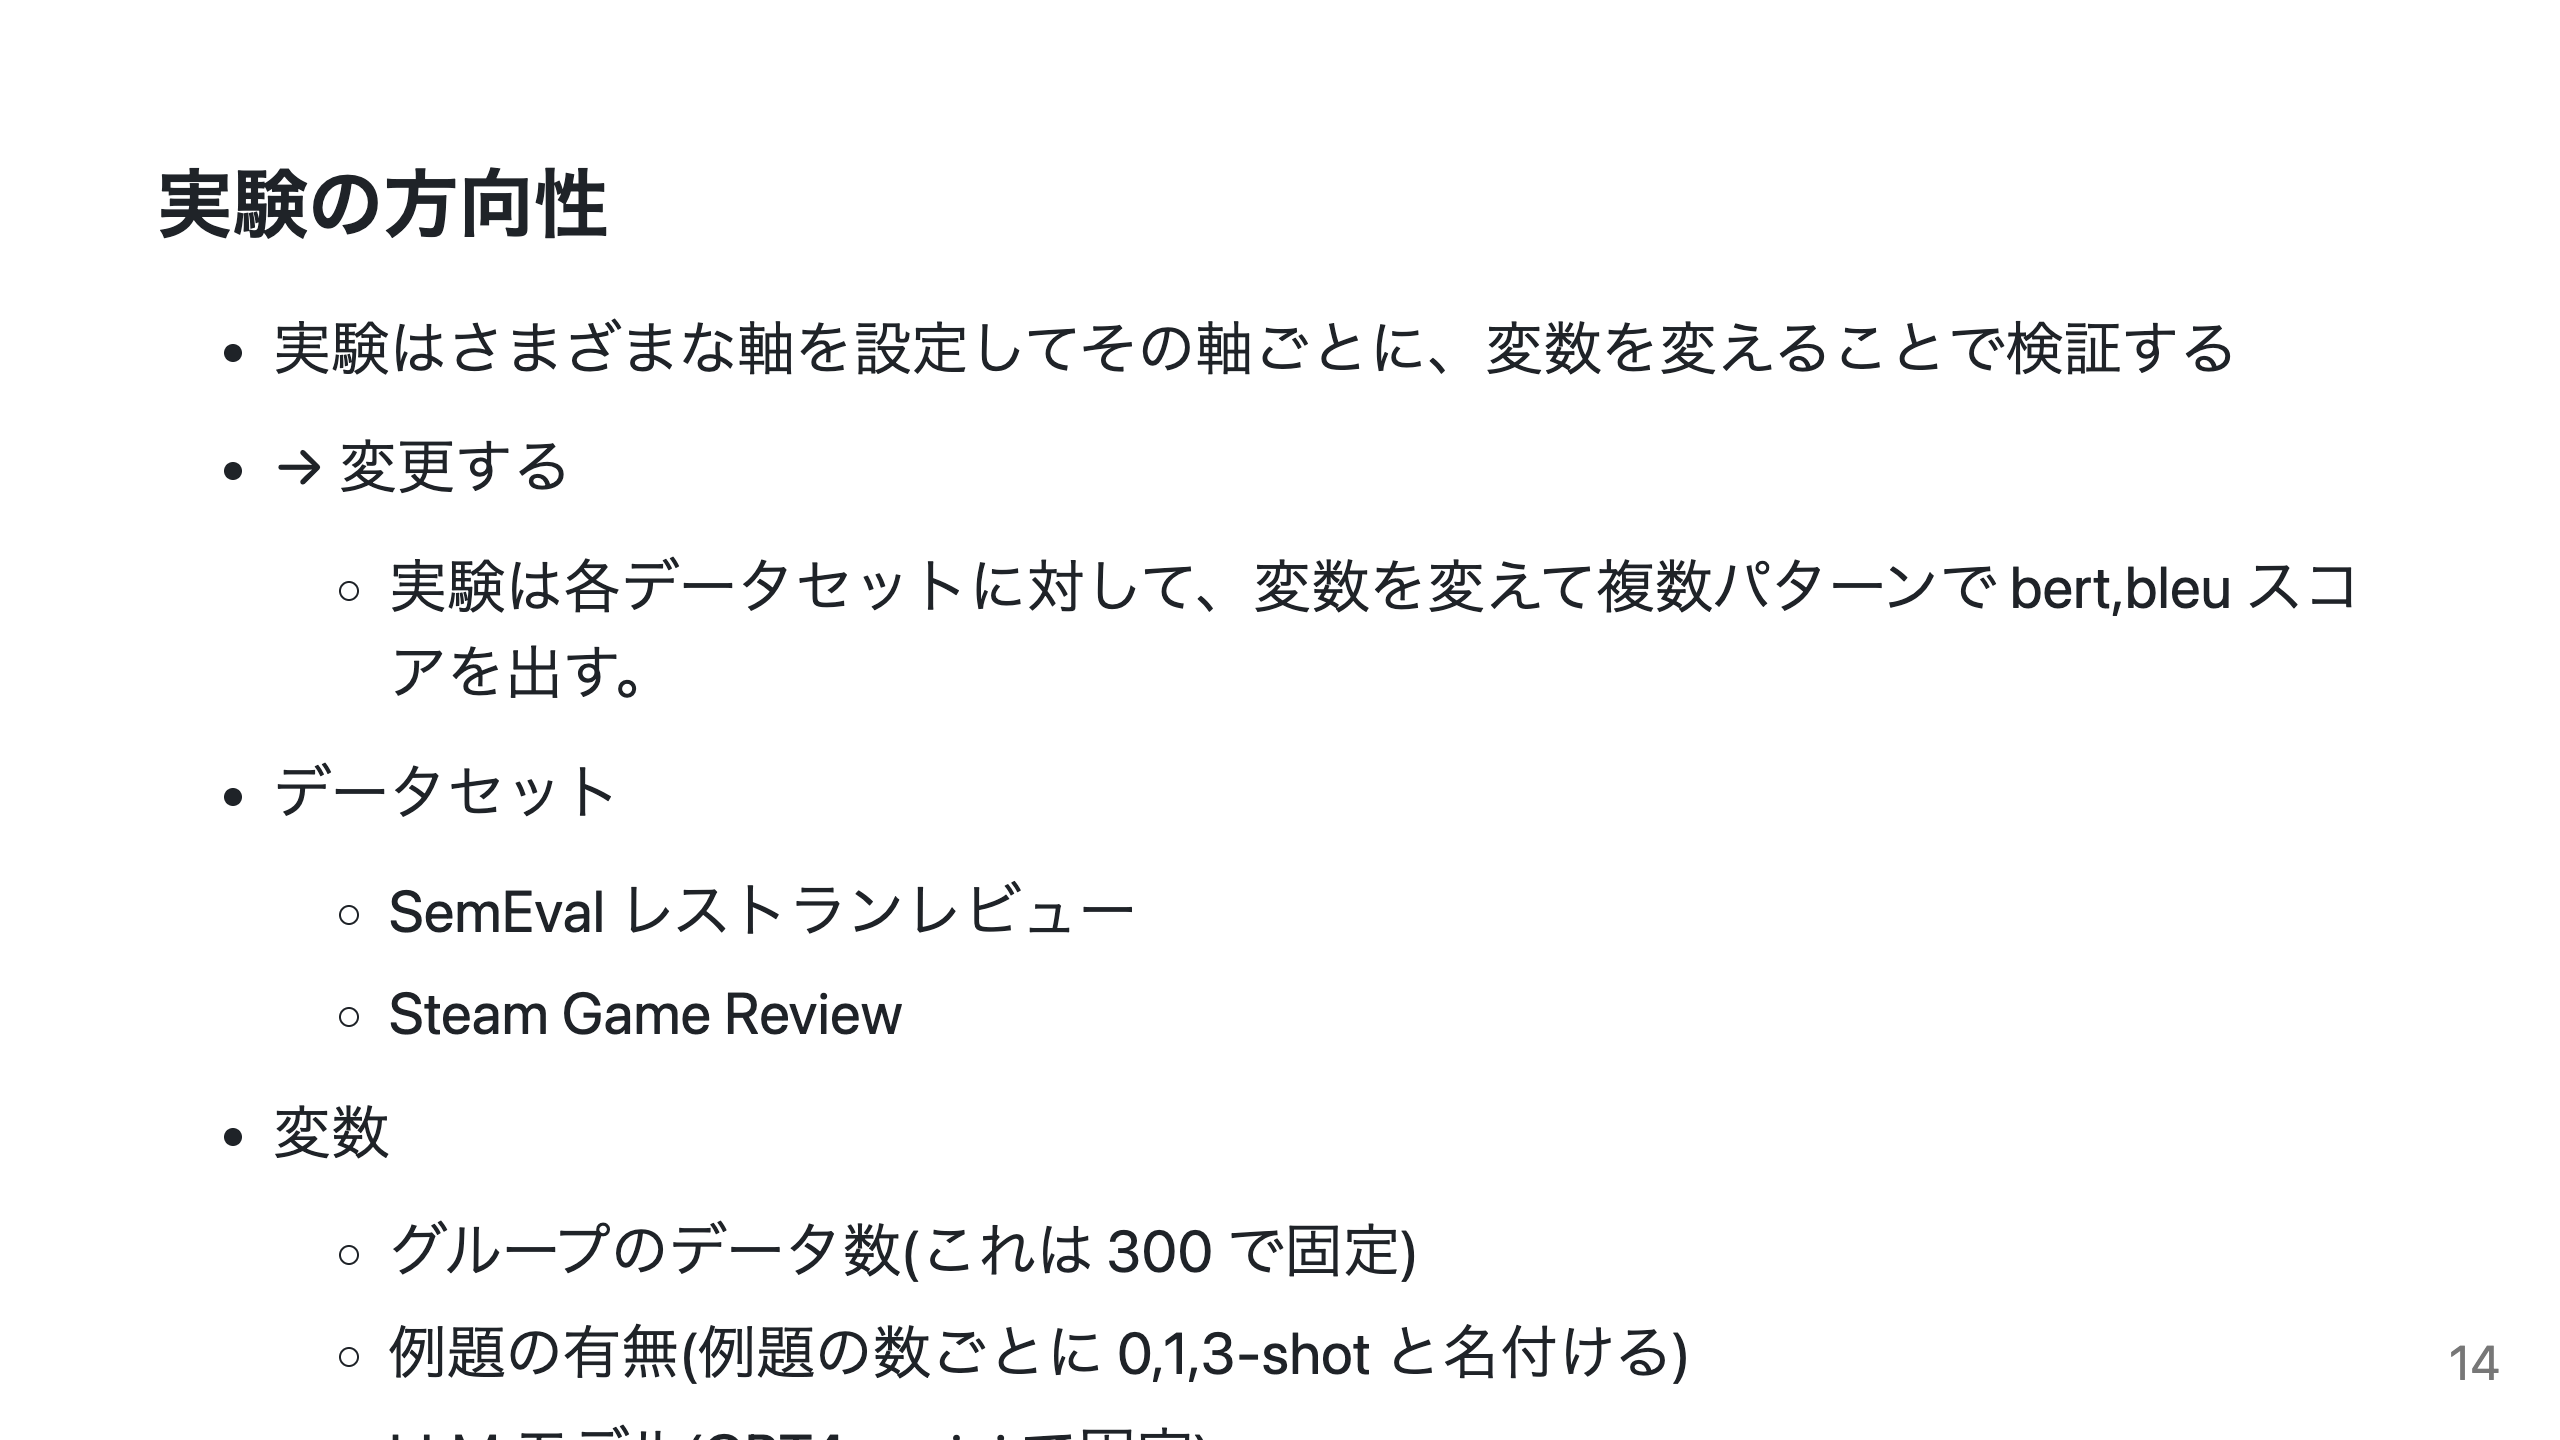 実験の方向性
実験はさまざまな軸を設定してその軸ごとに、変数を変えることで検証する
→ 変更する
実験は各データセットに対して、変数を変えて複数パターンで bert,bleu スコ
アを出す。
データセット
SemEval レストランレビュー
Steam Game Review
変数
グループのデータ数(これは 300 で固定)
例題の有無(例題の数ごとに 0,1,3-shot と名付ける)
14